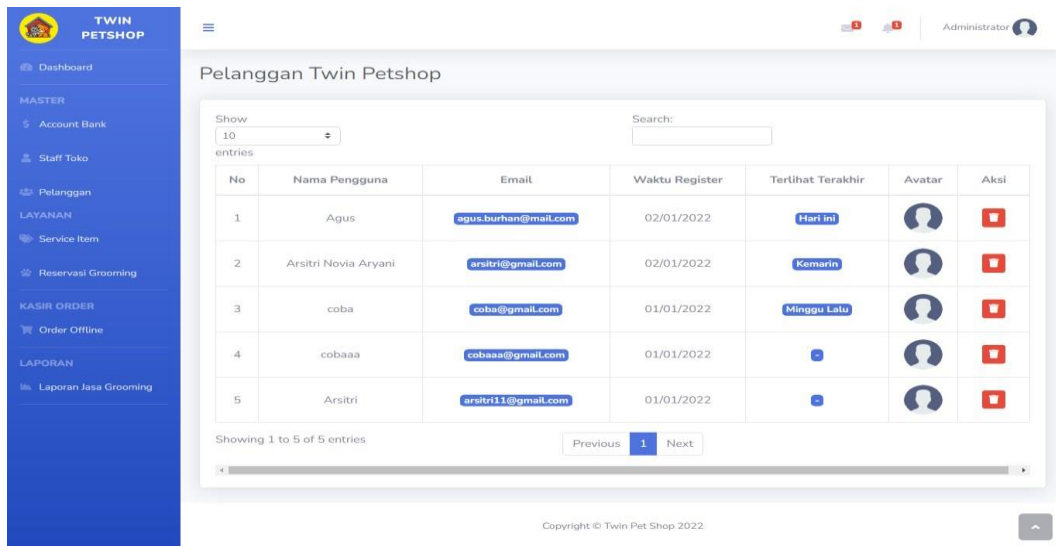 TWIN
PETSHOP
1
1
Administrator
Dashboard
MASTER
Account Bank
Staff Toko
Pelanggan
LAYANAN
Service Item
Reservasi Grooming
KASIR ORDER
Order Offline
LAPORAN
Laporan Jasa Grooming
Pelanggan Twin Petshop
Show
10
entries
Search:
No Nama Pengguna Email Waktu Register Terlihat Terakhir Avatar Aksi
1 Agus agus.burhan@mail.com 02/01/2022 Hari ini
2 Arsitri Novia Aryani arsitri@gmail.com 02/01/2022 Kemarin
3 coba coba@gmail.com 01/01/2022 Minggu Lalu
4 cobaaa cobaaa@gmail.com 01/01/2022 -
5 Arsitri arsitri11@gmail.com 01/01/2022 -
Showing 1 to 5 of 5 entries
Previous 1 Next
Copyright © Twin Pet Shop 2022